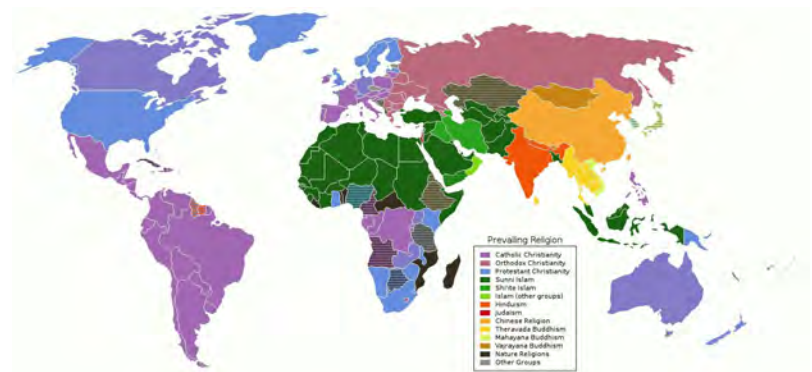 Prevailing Religion
Catholic Christianity
Orthodox Christianity
Protestant Christianity
Sunni Islam
Shi'ite Islam
Islam (other groups)
Hinduism
Judaism
Chinese Religion
Theravada Buddhism
Mahayana Buddhism
Vajrayana Buddhism
Nature Religions
Other Groups